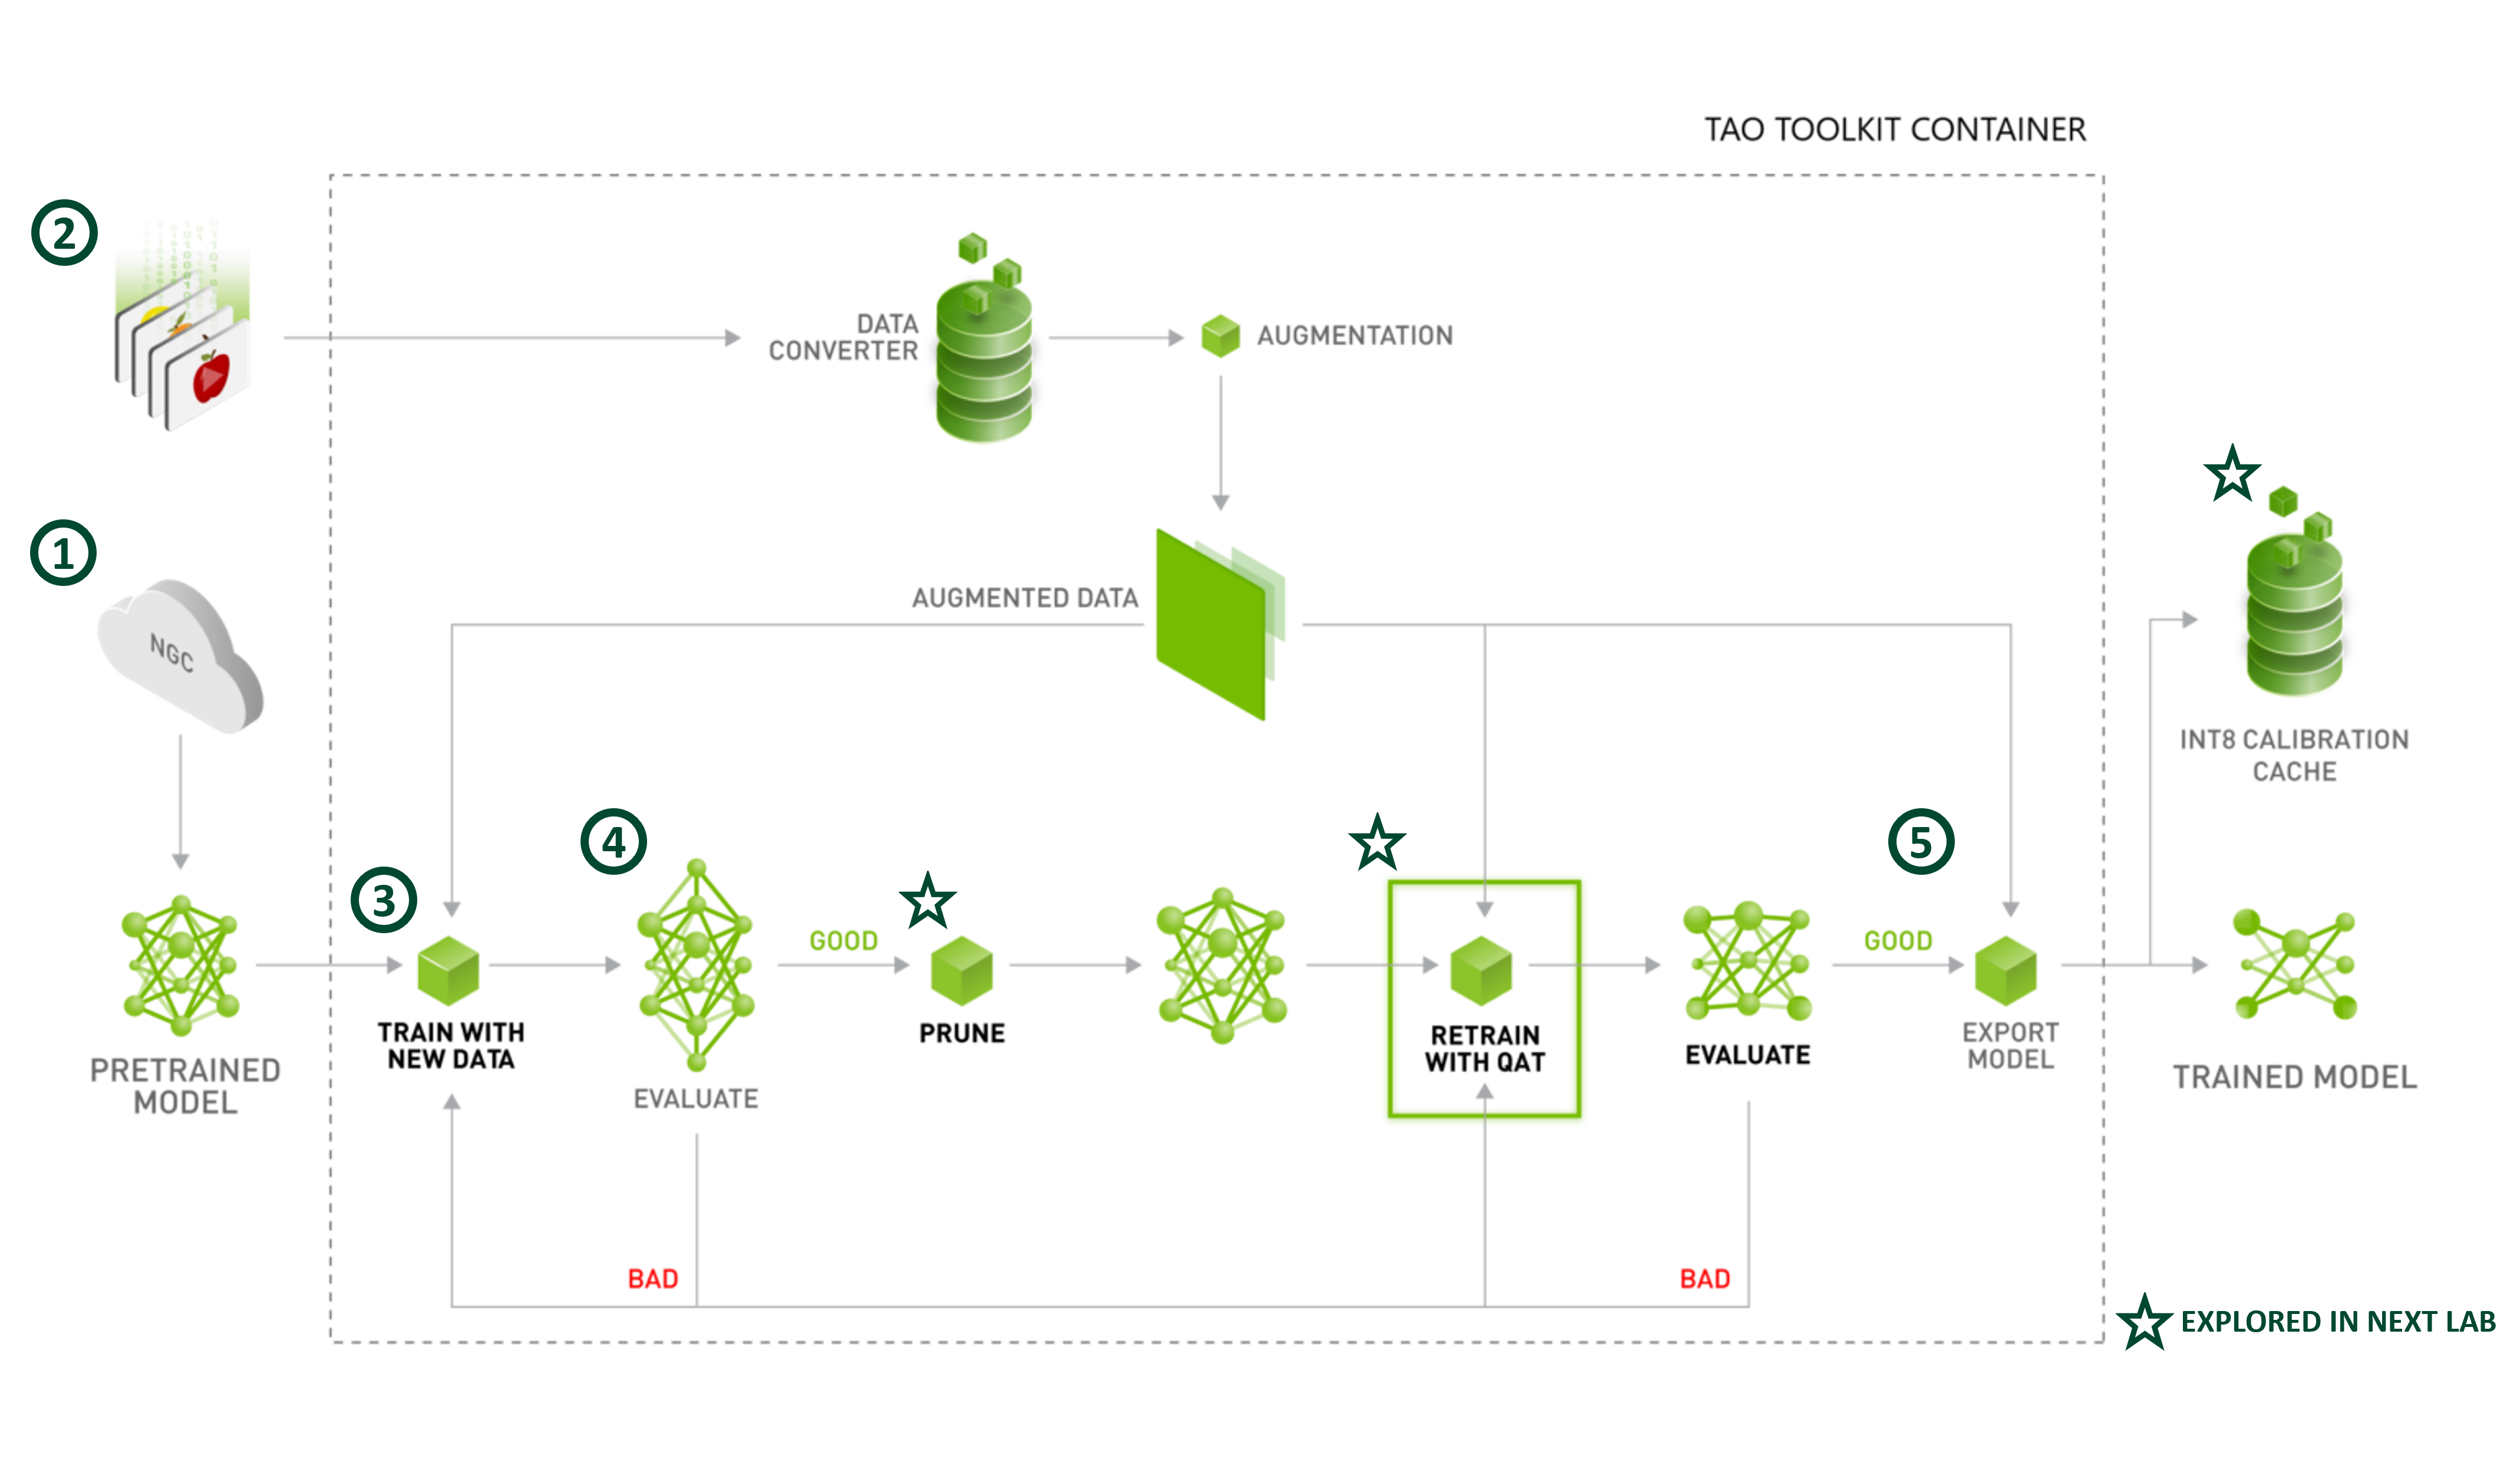 TAO TOOLKIT CONTAINER
2
DATA
CONVERTER
AUGMENTATION
1
NGC
AUGMENTED DATA
INT8 CALIBRATION
CACHE
3
4
5
GOOD
GOOD
PRETRAINED
MODEL
TRAIN WITH
NEW DATA
EVALUATE
PRUNE
RETRAIN
WITH QAT
EVALUATE
EXPORT
MODEL
TRAINED MODEL
BAD
BAD
EXPLORED IN NEXT LAB